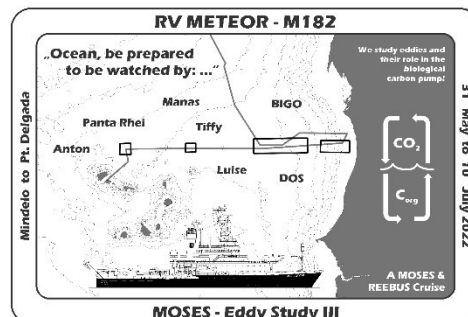 RV METEOR - M182
„Ocean, be prepared
to be watched by: ...“
We study eddies and
their role in the
biological
carbon pump!
Manas
BIGO
Panta Rhei
Tiffy
Anton
Luise
DOS
CO2
Corg
A MOSES &
REEBUS Cruise
Mindelo to Pt. Delgada
31 May to 10 July 2022
MOSES - Eddy Study III